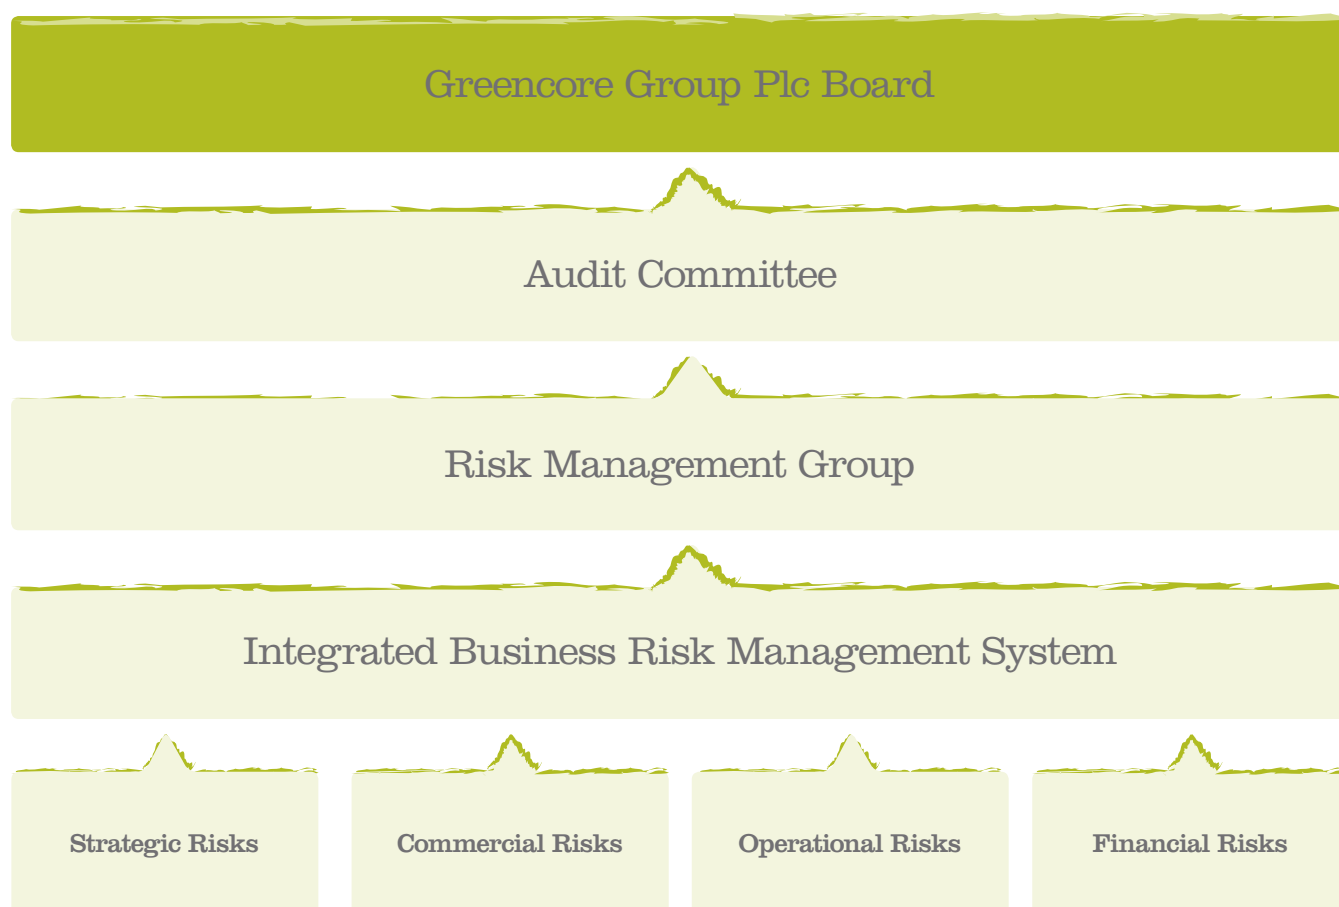 Greencore Group Plc Board
Audit Committee
Risk Management Group
Integrated Business Risk Management System
Strategic Risks
Commercial Risks
Operational Risks
Financial Risks